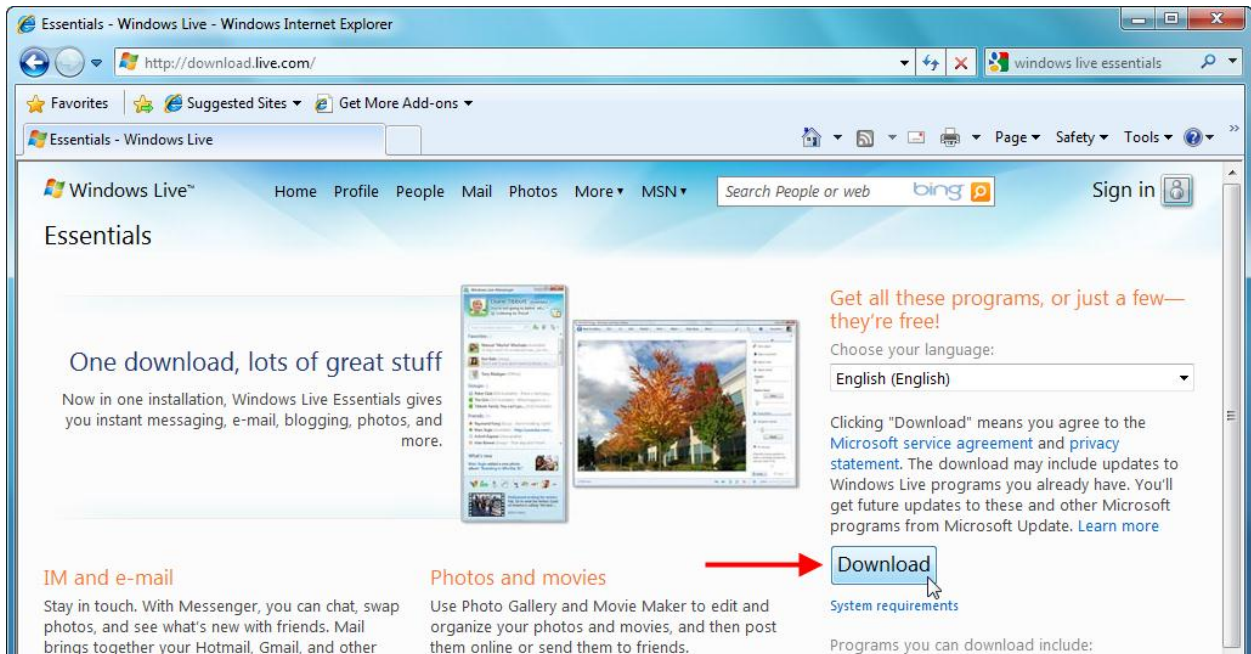 Essentials - Windows Live - Windows Internet Explorer
http://download.live.com/
windows live essentials
Favorites
Suggested Sites
Get More Add-ons
Essentials - Windows Live
Page
Safety
Tools
»
Windows Live™
Home Profile People Mail Photos More MSN
Search People or web
bing
Sign in
Essentials
One download, lots of great stuff
Now in one installation, Windows Live Essentials gives
you instant messaging, e-mail, blogging, photos, and
more.
Get all these programs, or just a few—
they're free!
Choose your language:
English (English)
Clicking "Download" means you agree to the
Microsoft service agreement and privacy
statement. The download may include updates to
Windows Live programs you already have. You'll
get future updates to these and other Microsoft
programs from Microsoft Update. Learn more
Download
System requirements
Programs you can download include:
IM and e-mail
Stay in touch. With Messenger, you can chat, swap
photos, and see what's new with friends. Mail
brings together your Hotmail, Gmail, and other
Photos and movies
Use Photo Gallery and Movie Maker to edit and
organize your photos and movies, and then post
them online or send them to friends.